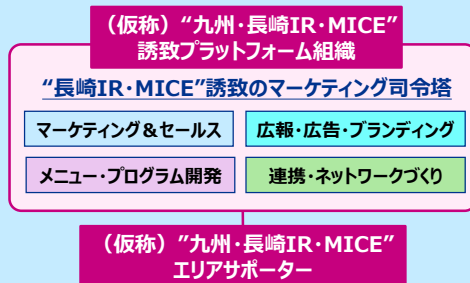 （仮称）“九州・長崎IR・MICE”
誘致プラットフォーム組織
“長崎IR・MICE”誘致のマーケティング司令塔
マーケティング＆セールス
広報・広告・ブランディング
メニュー・プログラム開発
連携・ネットワークづくり
（仮称）”九州・長崎IR・MICE”
エリアサポーター